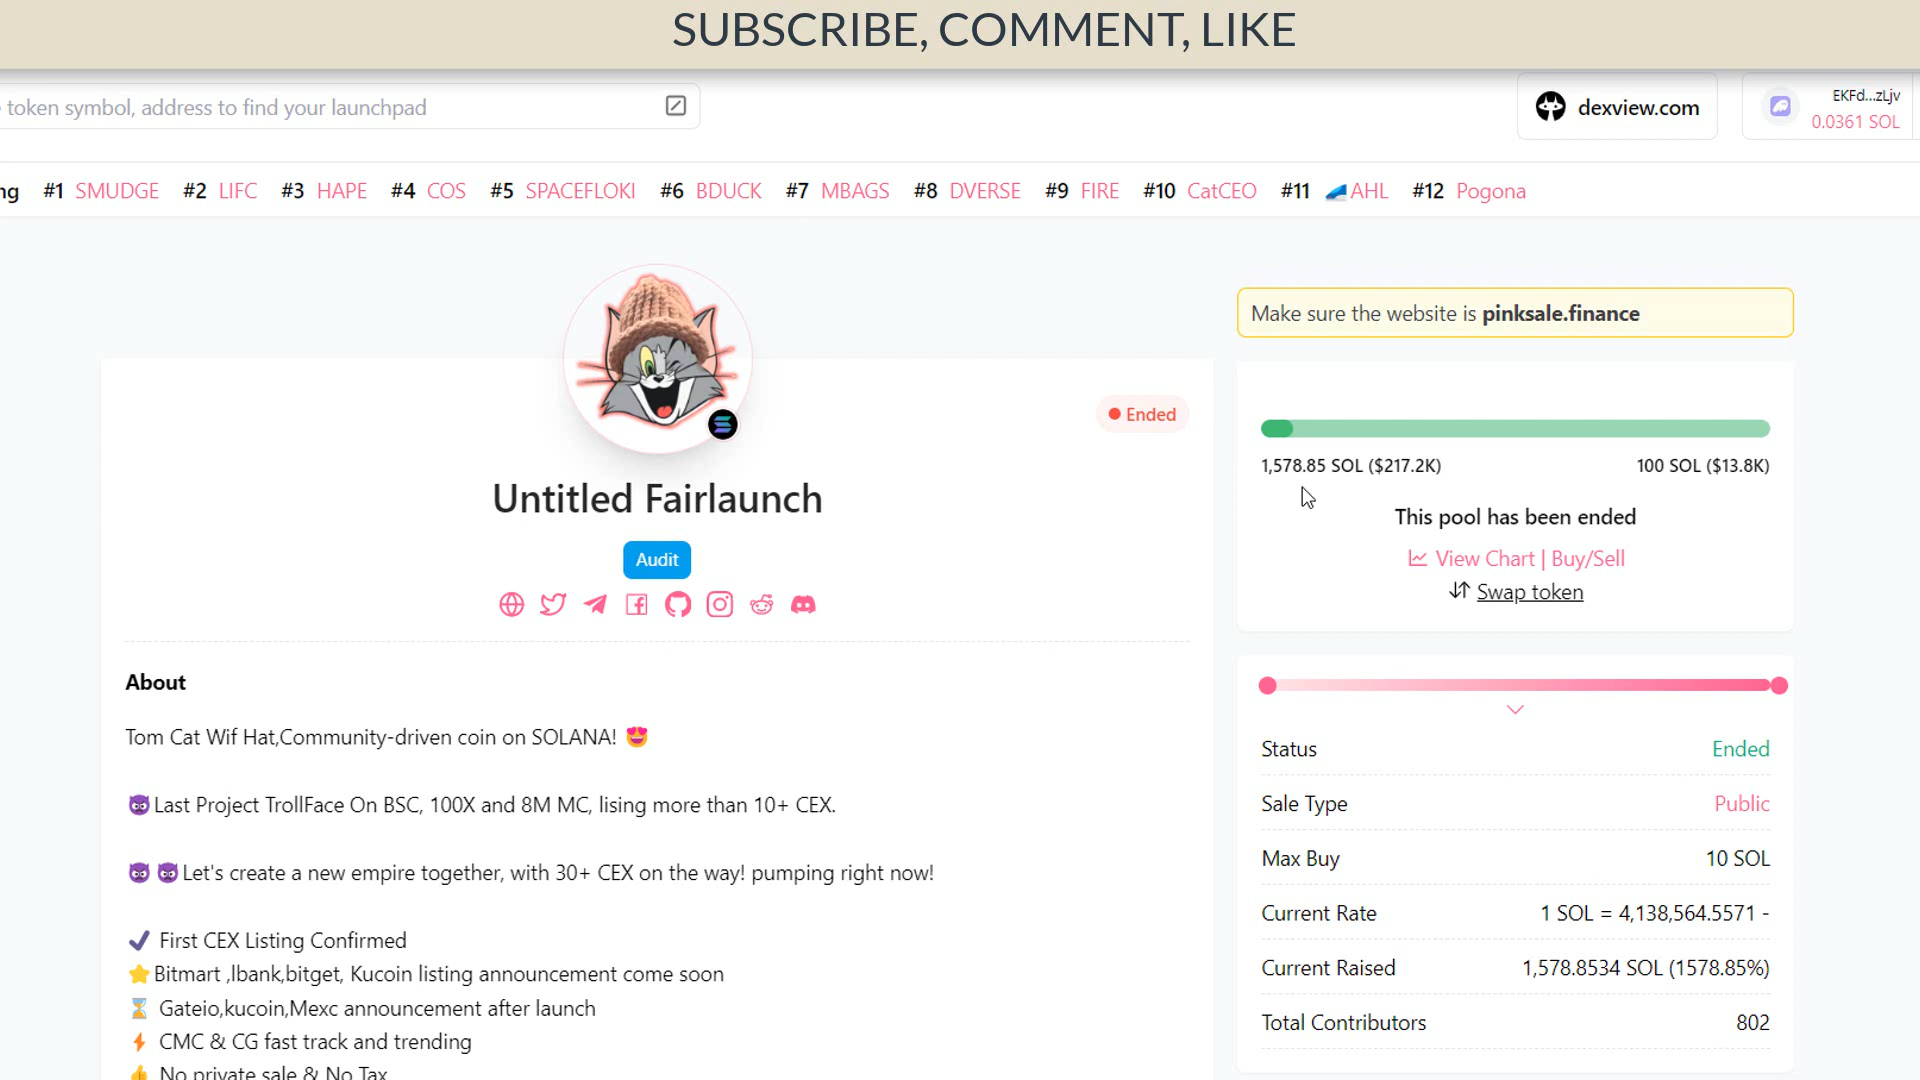 SUBSCRIBE, COMMENT, LIKE
token symbol, address to find your launchpad
dexview.com
EKFd...zLjv
0.0361 SOL
ng #1 SMUDGE #2 LIFC #3 HAPE #4 COS #5 SPACEFLOKI #6 BDUCK #7 MBAGS #8 DVERSE #9 FIRE #10 CatCEO #11 AHL #12 Pogona
Make sure the website is pinksale.finance
Ended
1,578.85 SOL ($217.2K) 100 SOL ($13.8K)
Untitled Fairlaunch
This pool has been ended
Audit
View Chart | Buy/Sell
Swap token
About
Tom Cat Wif Hat,Community-driven coin on SOLANA! 😍
👿Last Project TrollFace On BSC, 100X and 8M MC, lising more than 10+ CEX.
👿 👿Let's create a new empire together, with 30+ CEX on the way! pumping right now!
✔ First CEX Listing Confirmed
⭐Bitmart ,lbank,bitget, Kucoin listing announcement come soon
⌛ Gateio,kucoin,Mexc announcement after launch
⚡ CMC & CG fast track and trending
👍 No private sale & No Tax
Status Ended
Sale Type Public
Max Buy 10 SOL
Current Rate 1 SOL = 4,138,564.5571 -
Current Raised 1,578.8534 SOL (1578.85%)
Total Contributors 802